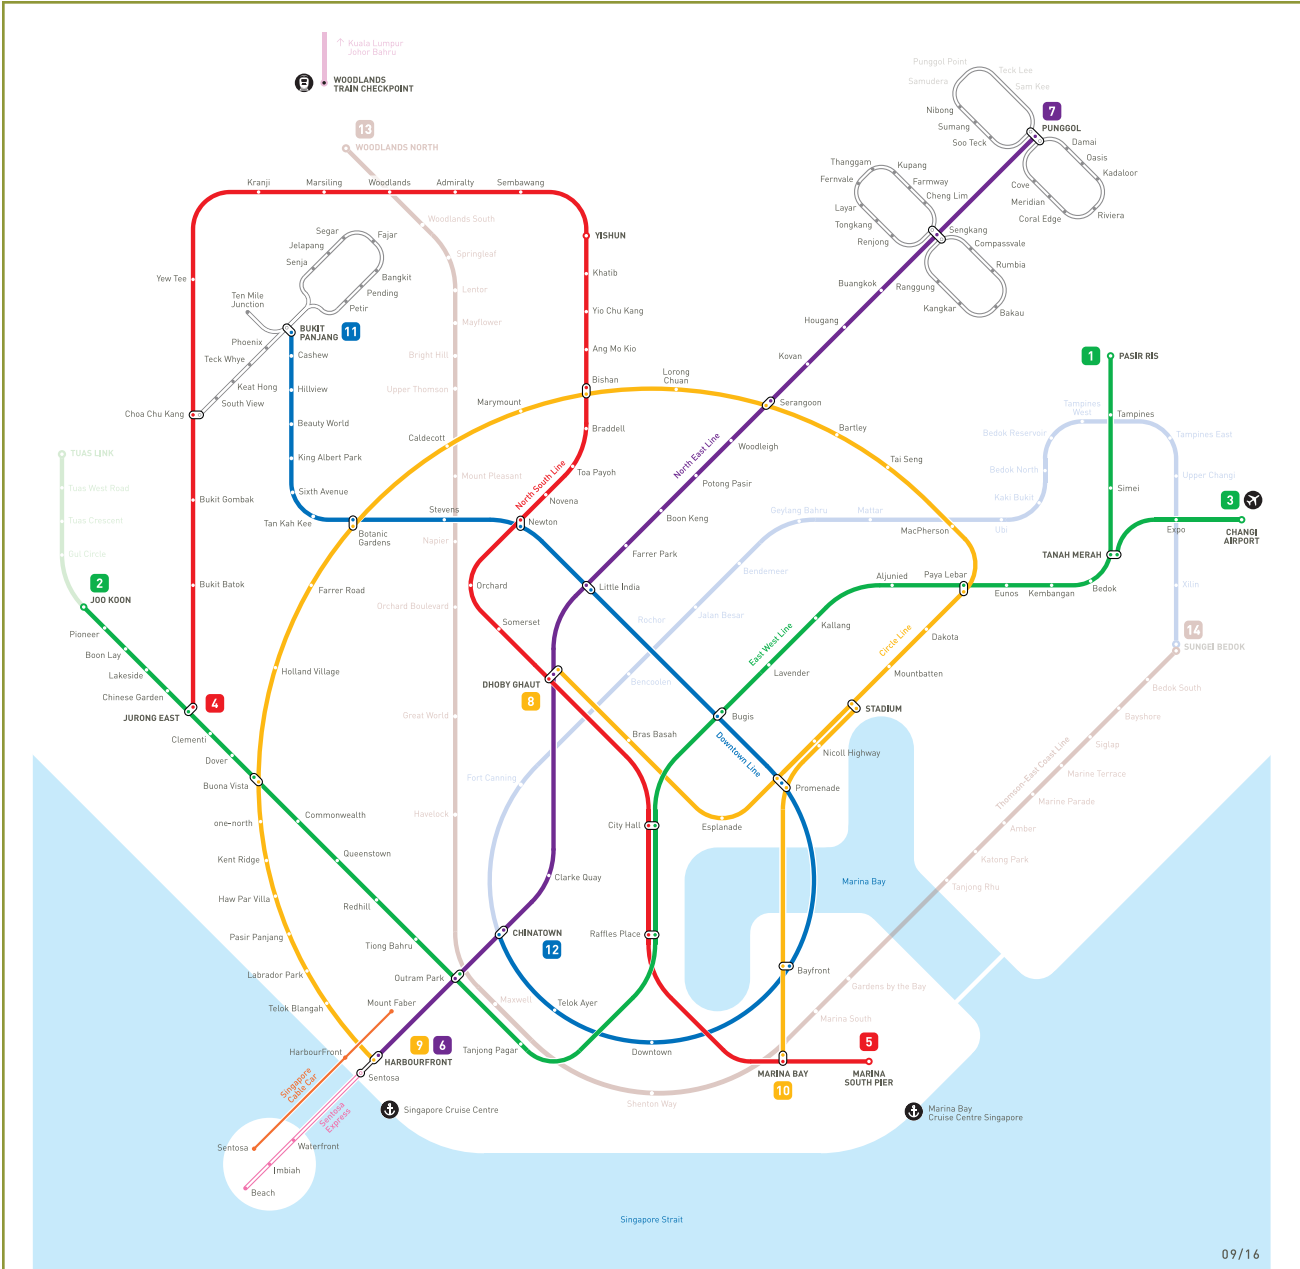 ↑ Kuala Lumpur
Johor Bahru
WOODLANDS
TRAIN CHECKPOINT
13
WOODLANDS NORTH
Kranji
Marsiling
Woodlands
Admiralty
Sembawang
Woodlands South
Springleaf
Lentor
Mayflower
Bright Hill
Upper Thomson
Mount Pleasant
Napier
Orchard Boulevard
Great World
Havelock
Maxwell
Shenton Way
Marina South
Gardens by the Bay
Tanjong Rhu
Katong Park
Amber
Marine Parade
Marine Terrace
Siglap
Bayshore
Bedok South
14
SUNGEI BEDOK
Thomson-East Coast Line
YISHUN
Khatib
Yio Chu Kang
Ang Mo Kio
Bishan
Braddell
Toa Payoh
Novena
Newton
North South Line
Orchard
Somerset
DHOBY GHAUT
8
City Hall
Raffles Place
MARINA BAY
10
5
MARINA
SOUTH PIER
Yew Tee
Choa Chu Kang
Bukit Gombak
Bukit Batok
4
JURONG EAST
Segar
Fajar
Jelapang
Senja
Bangkit
Pending
Petir
Ten Mile
Junction
BUKIT
PANJANG
11
Phoenix
Teck Whye
Keat Hong
South View
Cashew
Hillview
Beauty World
King Albert Park
Sixth Avenue
Tan Kah Kee
Botanic
Gardens
Stevens
Little India
Rochor
Bugis
Downtown Line
Promenade
Bayfront
Downtown
Telok Ayer
CHINATOWN
12
Fort Canning
Bencoolen
Jalan Besar
Bendemeer
Geylang Bahru
Mattar
Ubi
Kaki Bukit
Bedok North
Bedok Reservoir
Tampines
West
Tampines East
Upper Changi
Expo
Xilin
Punggol Point
Teck Lee
Samudera
Sam Kee
Nibong
Sumang
Soo Teck
7
PUNGGOL
Damai
Oasis
Kadaloor
Cove
Meridian
Coral Edge
Riviera
Thanggam
Kupang
Fernvale
Farmway
Cheng Lim
Layar
Tongkang
Renjong
Sengkang
Compassvale
Rumbia
Ranggung
Kangkar
Bakau
Buangkok
Hougang
Kovan
Serangoon
Woodleigh
North East Line
Potong Pasir
Boon Keng
Farrer Park
Clarke Quay
Outram Park
9
6
HARBOURFRONT
1
PASIR RIS
Tampines
Simei
TANAH MERAH
3
CHANGI
AIRPORT
Bedok
Kembangan
Eunos
Paya Lebar
Aljunied
Kallang
Lavender
East West Line
Tanjong Pagar
Tiong Bahru
Redhill
Queenstown
Commonwealth
Buona Vista
Dover
Clementi
Chinese Garden
Lakeside
Boon Lay
Pioneer
2
JOO KOON
Gul Circle
Tuas Crescent
Tuas West Road
TUAS LINK
Lorong
Chuan
Marymount
Caldecott
Farrer Road
Holland Village
one-north
Kent Ridge
Haw Par Villa
Pasir Panjang
Labrador Park
Telok Blangah
Bartley
Tai Seng
MacPherson
Dakota
Circle Line
Mountbatten
STADIUM
Nicoll Highway
Esplanade
Bras Basah
Marina Bay
Mount Faber
HarbourFront
Singapore
Cable Car
Sentosa
Sentosa
Sentosa
Express
Waterfront
Imbiah
Beach
Singapore Cruise Centre
Marina Bay
Cruise Centre Singapore
Singapore Strait
09/16